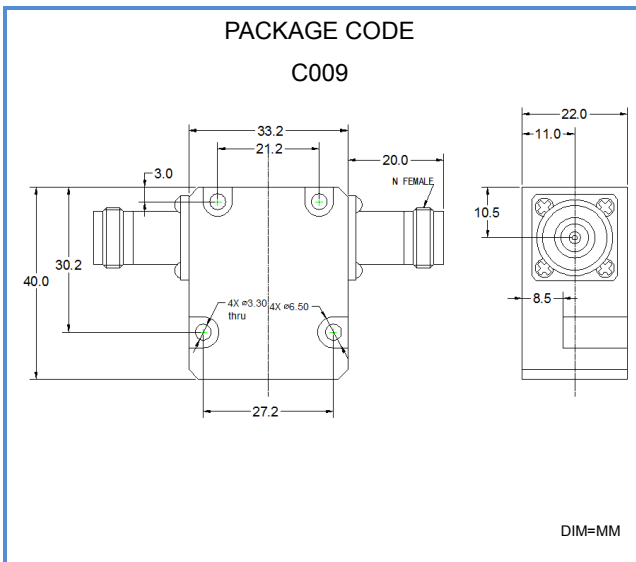 PACKAGE CODE
C009
33.2
21.2
3.0
20.0
N FEMALE
22.0
11.0
10.5
30.2
40.0
8.5
4X ⌀3.30
thru
4X ⌀6.50
27.2
DIM=MM